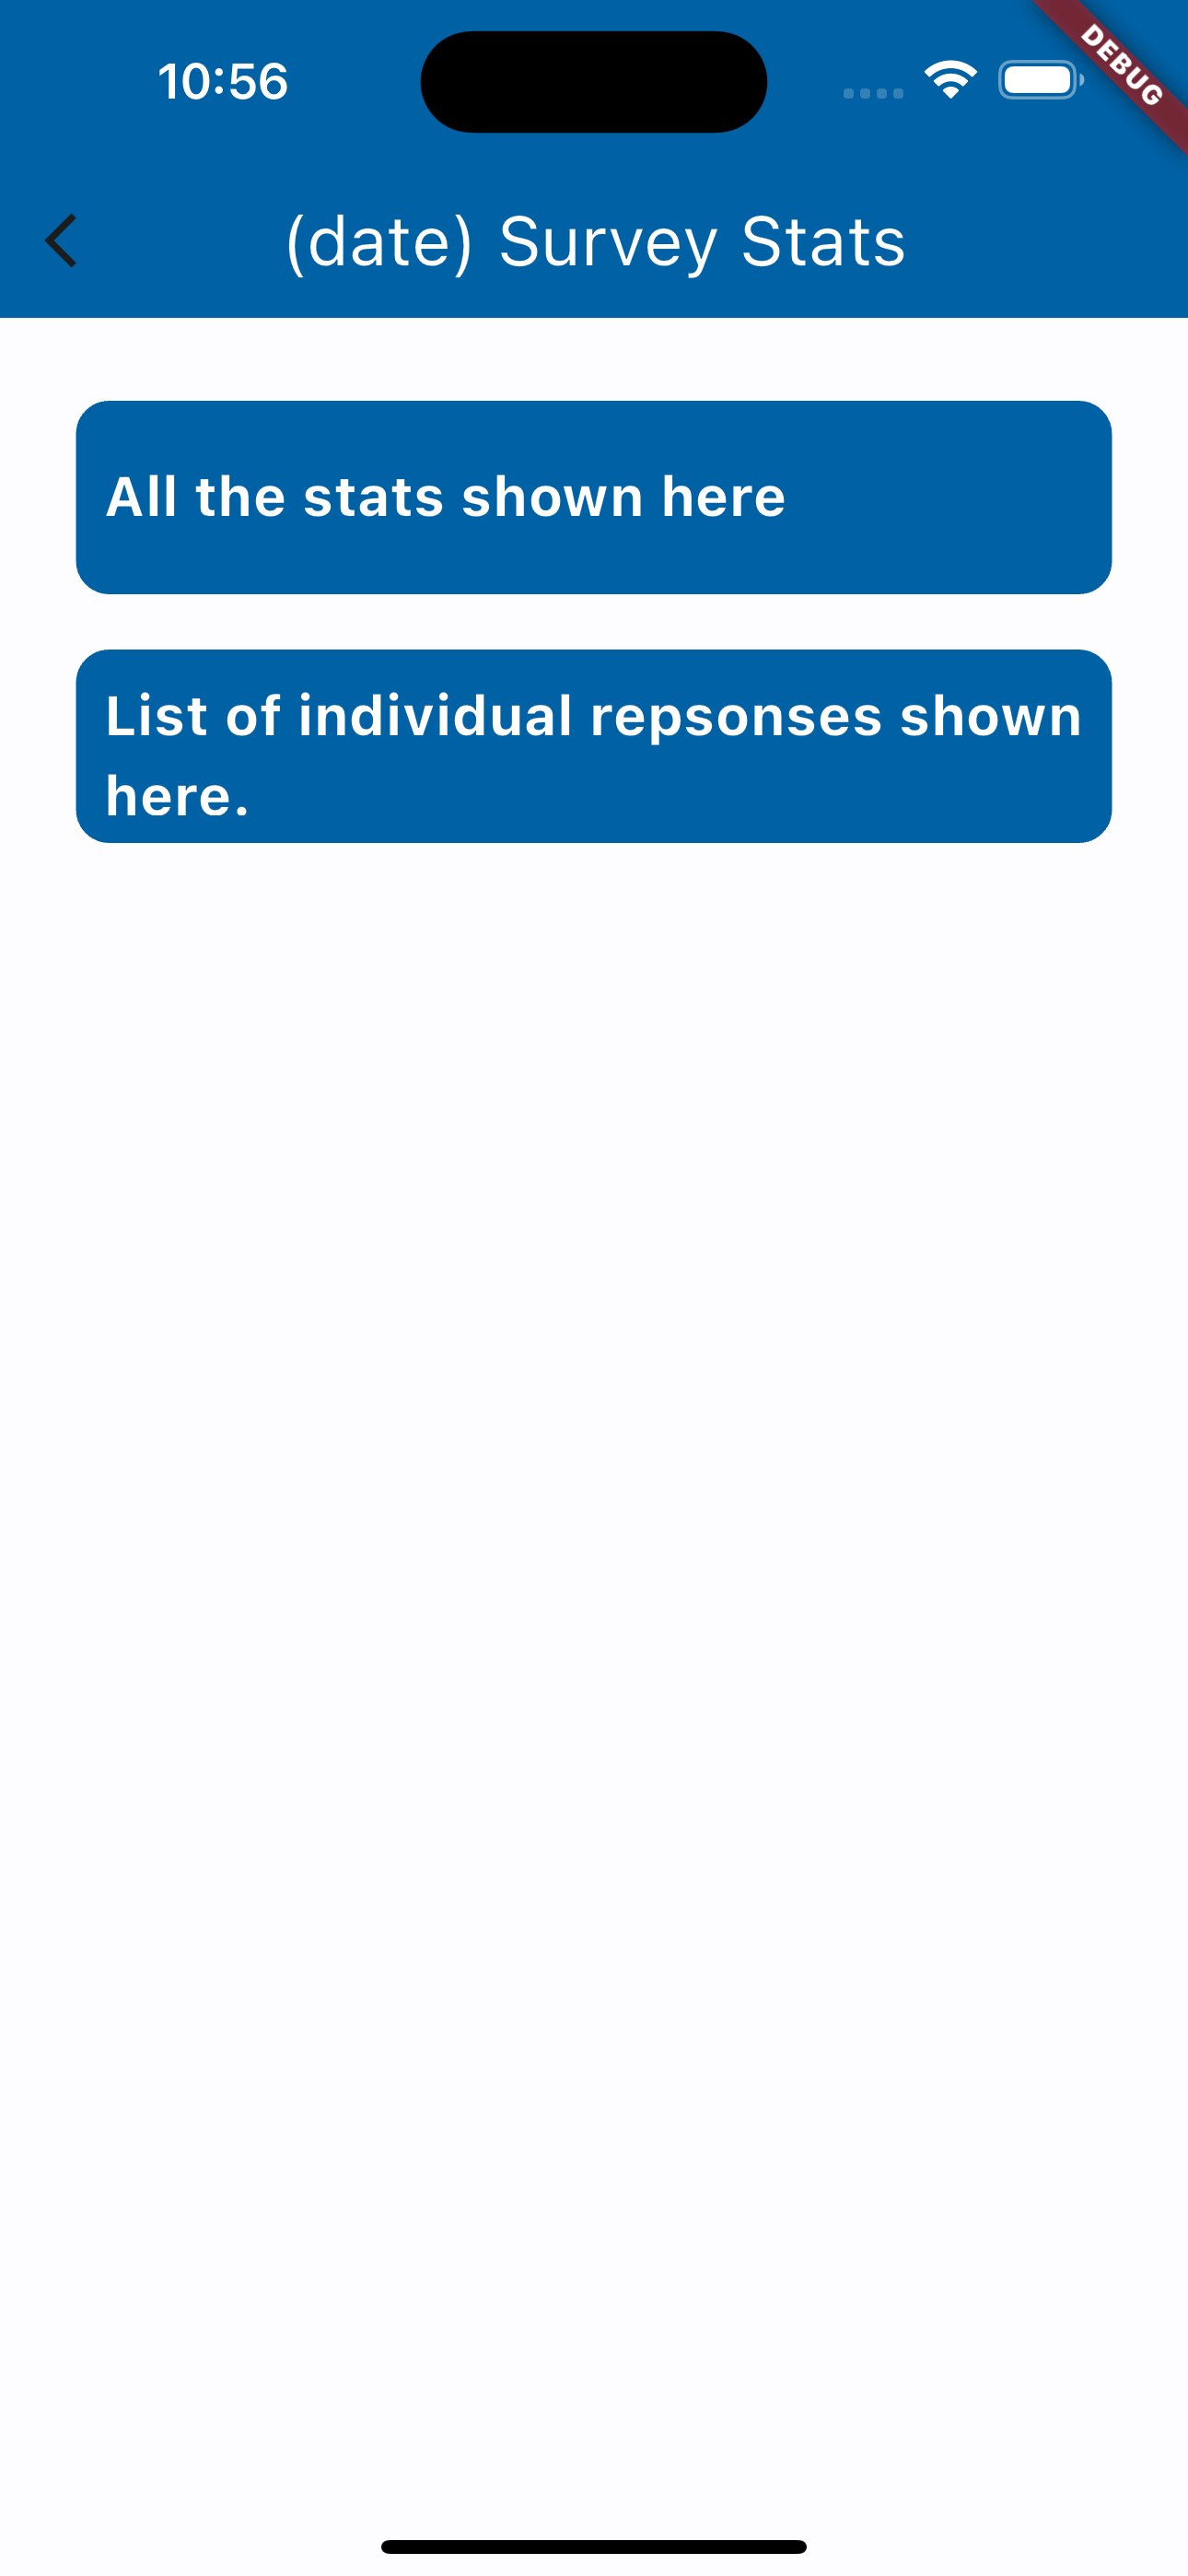 10:56
DEBUG
(date) Survey Stats
All the stats shown here
List of individual repsonses shown
here.